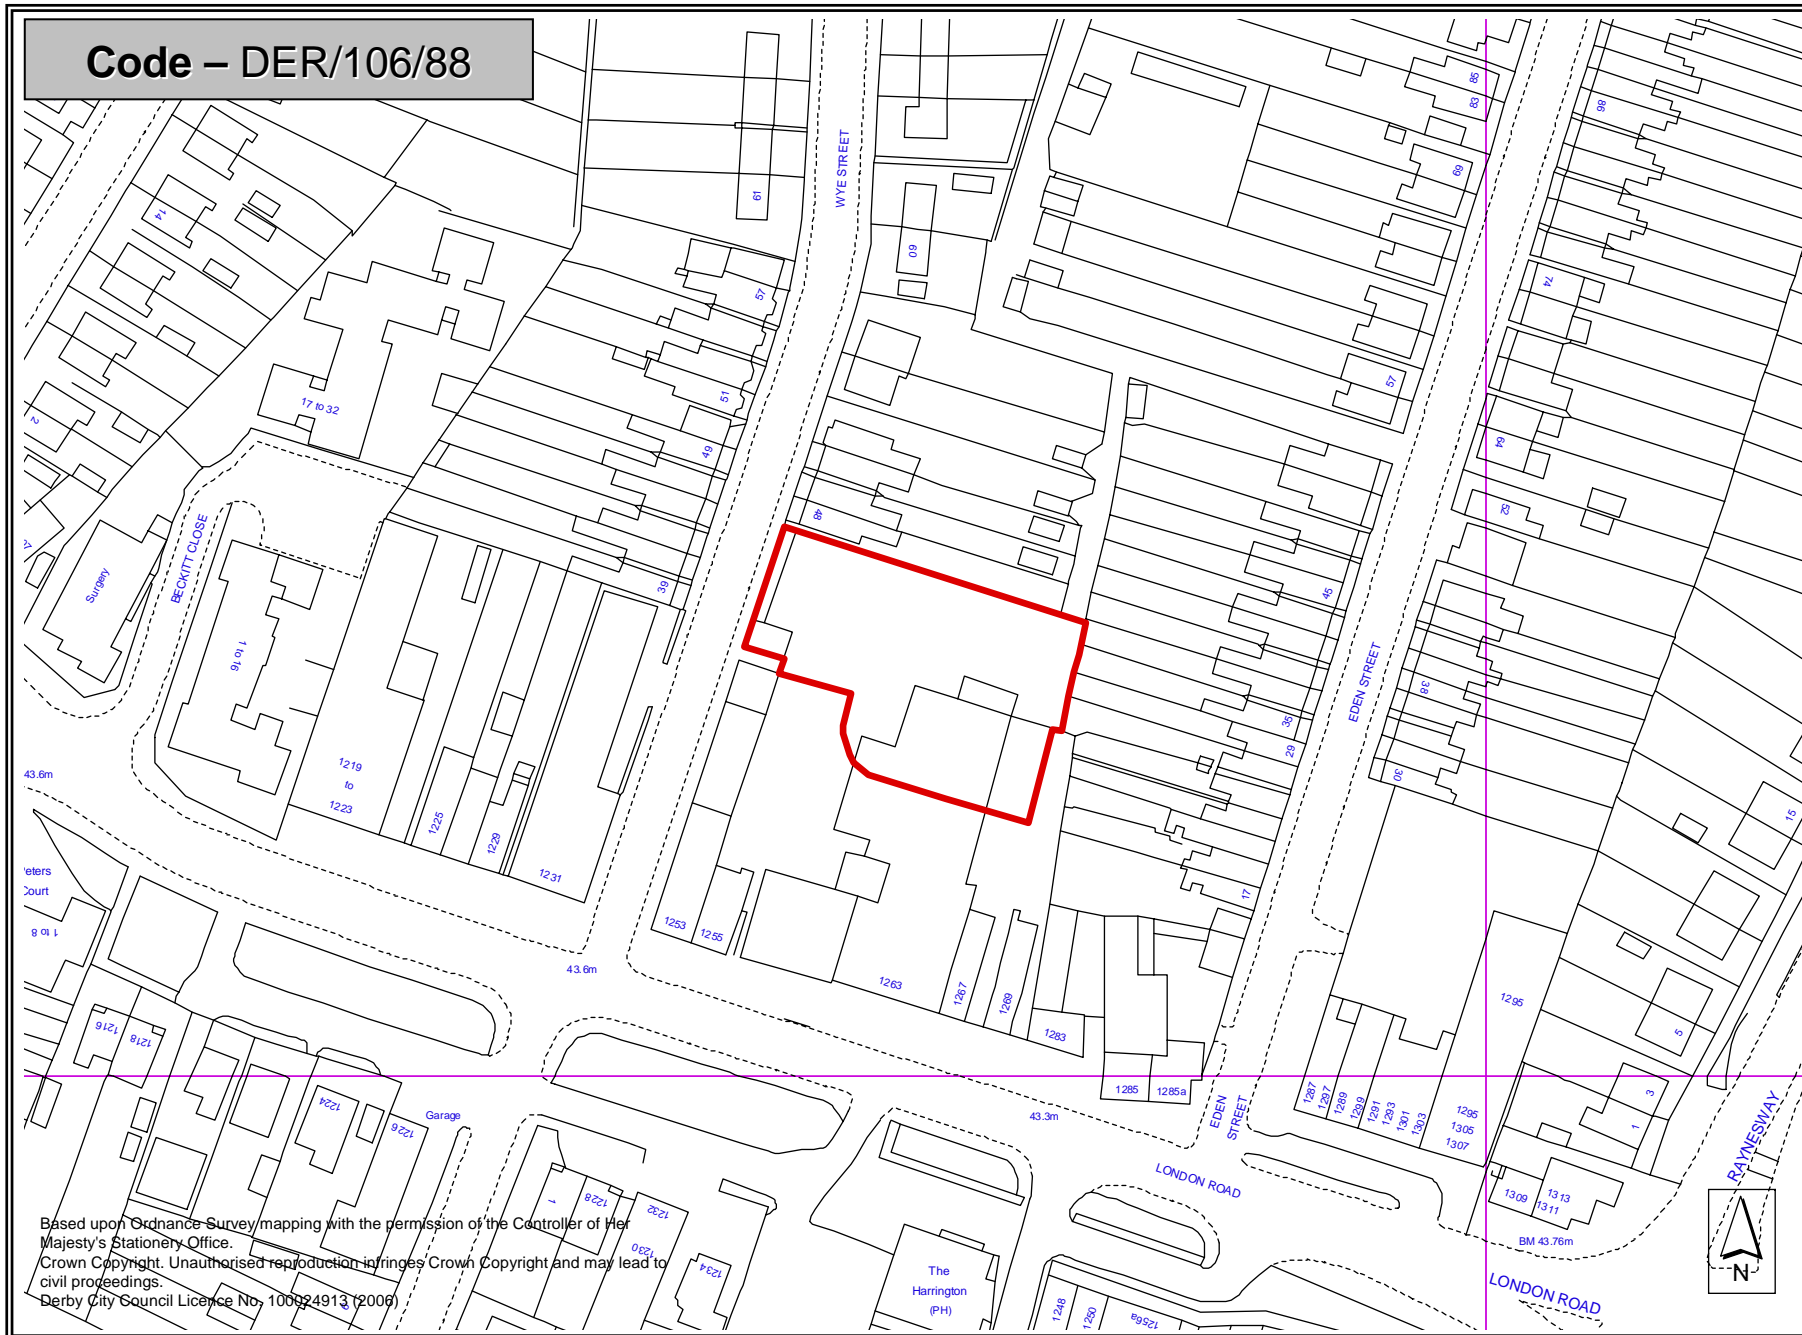 Code – DER/106/88
WYE STREET
61
60
85
83
86
69
14
57
74
17 to 32
51
57
2
49
64
48
52
BECKITT CLOSE
Surgery
39
45
1 to 16
EDEN STREET
38
35
29
30
43.6m
1219
to
1223
1225
1229
1231
15
Court
1 to 8
17
1253
1255
43.6m
1263
1267
1269
1283
1295
5
1216
1218
1285
1285a
1287
1297
1289
1299
1291
1293
1301
1303
1295
1305
1307
3
1
1224
1226
Garage
43.3m
EDEN
STREET
RAYNESWAY
LONDON ROAD
1
1228
1232
1230
1234
1309
1313
1311
BM 43.76m
The
Harrington
(PH)
1248
1250
1256a
LONDON ROAD
N
Based upon Ordnance Survey mapping with the permission of the Controller of Her
Majesty's Stationery Office.
Crown Copyright. Unauthorised reproduction infringes Crown Copyright and may lead to
civil proceedings.
Derby City Council Licence No. 100024913 (2006)